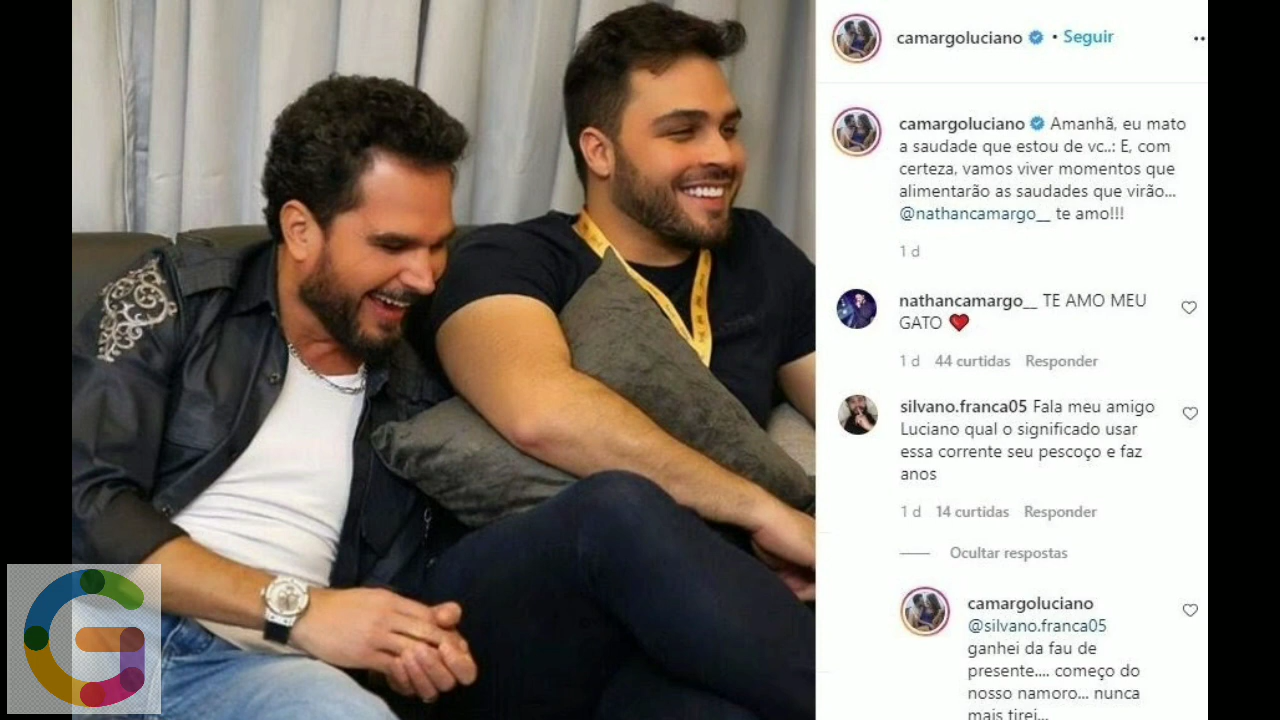 camargoluciano • Seguir
camargoluciano Amanhã, eu mato
a saudade que estou de vc..: E, com
certeza, vamos viver momentos que
alimentarão as saudades que virão...
@nathancamargo__ te amo!!!
1 d
nathancamargo__ TE AMO MEU
GATO ❤️
1 d 44 curtidas Responder
silvano.franca05 Fala meu amigo
Luciano qual o significado usar
essa corrente seu pescoço e faz
anos
1 d 14 curtidas Responder
Ocultar respostas
camargoluciano
@silvano.franca05
ganhei da fau de
presente.... começo do
nosso namoro... nunca
mais tirei...
G